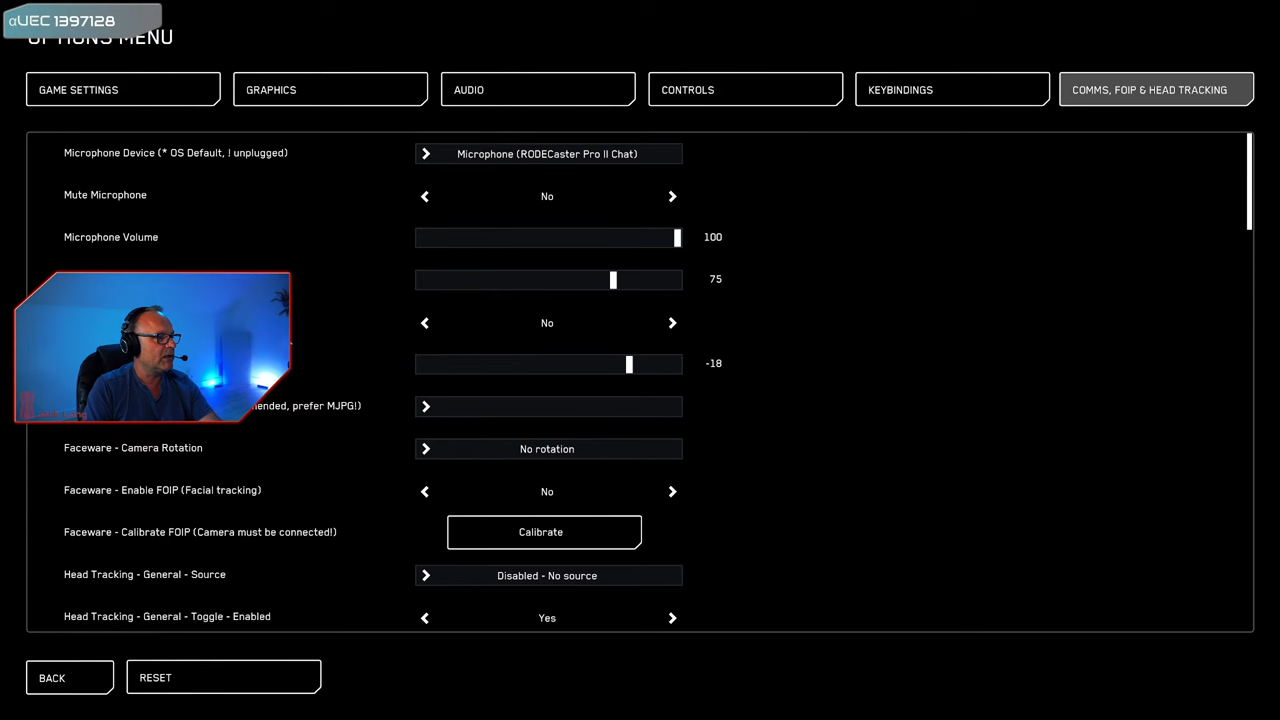 αUEC 1397128
OPTIONS MENU
GAME SETTINGS
GRAPHICS
AUDIO
CONTROLS
KEYBINDINGS
COMMS, FOIP & HEAD TRACKING
Microphone Device (* OS Default, ! unplugged)
Microphone (RODECaster Pro II Chat)
Mute Microphone
No
Microphone Volume
100
75
No
-18
ended, prefer MJPG!)
Faceware - Camera Rotation
No rotation
Faceware - Enable FOIP (Facial tracking)
No
Faceware - Calibrate FOIP (Camera must be connected!)
Calibrate
Head Tracking - General - Source
Disabled - No source
Head Tracking - General - Toggle - Enabled
Yes
BACK
RESET